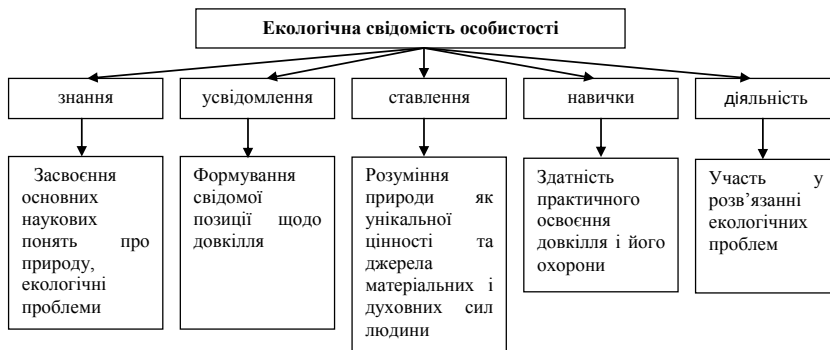 Екологічна свідомість особистості
знання
усвідомлення
ставлення
навички
діяльність
Засвоєння
основних
наукових
понять про
природу,
екологічні
проблеми
Формування
свідомої
позиції щодо
довкілля
Розуміння
природи як
унікальної
цінності та
джерела
матеріальних і
духовних сил
людини
Здатність
практичного
освоєння
довкілля і його
охорони
Участь у
розв’язанні
екологічних
проблем